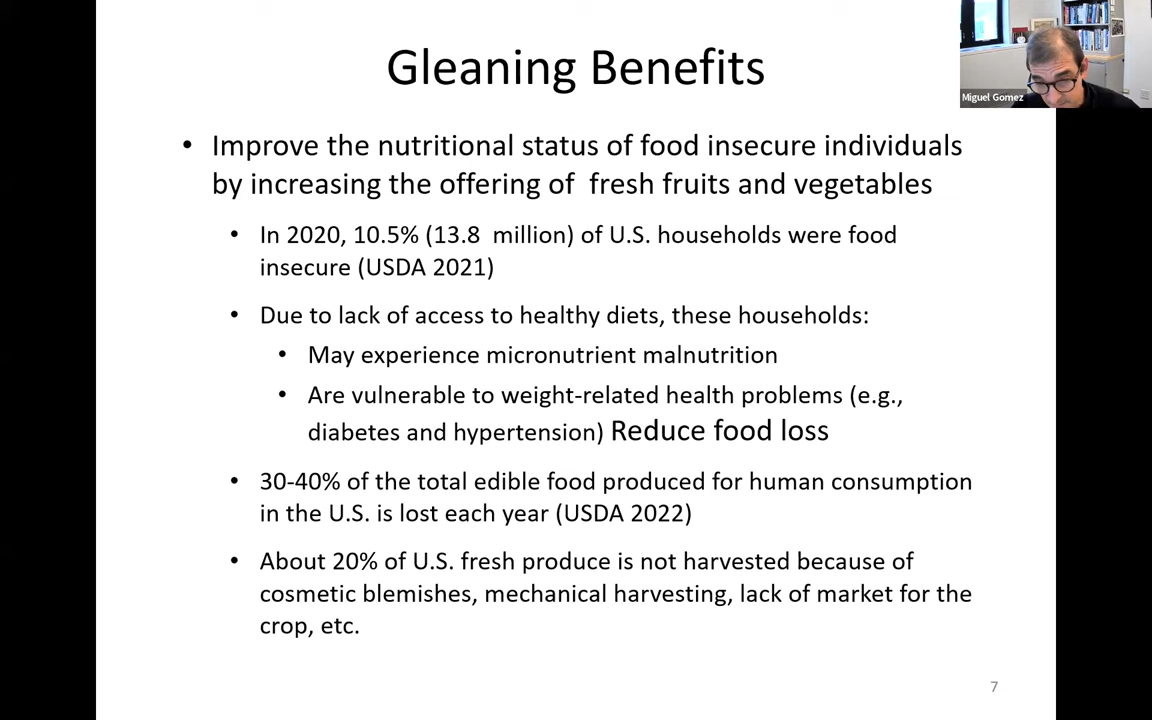 Gleaning Benefits
Miguel Gomez
• Improve the nutritional status of food insecure individuals
by increasing the offering of fresh fruits and vegetables
• In 2020, 10.5% (13.8 million) of U.S. households were food
insecure (USDA 2021)
• Due to lack of access to healthy diets, these households:
• May experience micronutrient malnutrition
• Are vulnerable to weight-related health problems (e.g.,
diabetes and hypertension) Reduce food loss
• 30-40% of the total edible food produced for human consumption
in the U.S. is lost each year (USDA 2022)
• About 20% of U.S. fresh produce is not harvested because of
cosmetic blemishes, mechanical harvesting, lack of market for the
crop, etc.
7